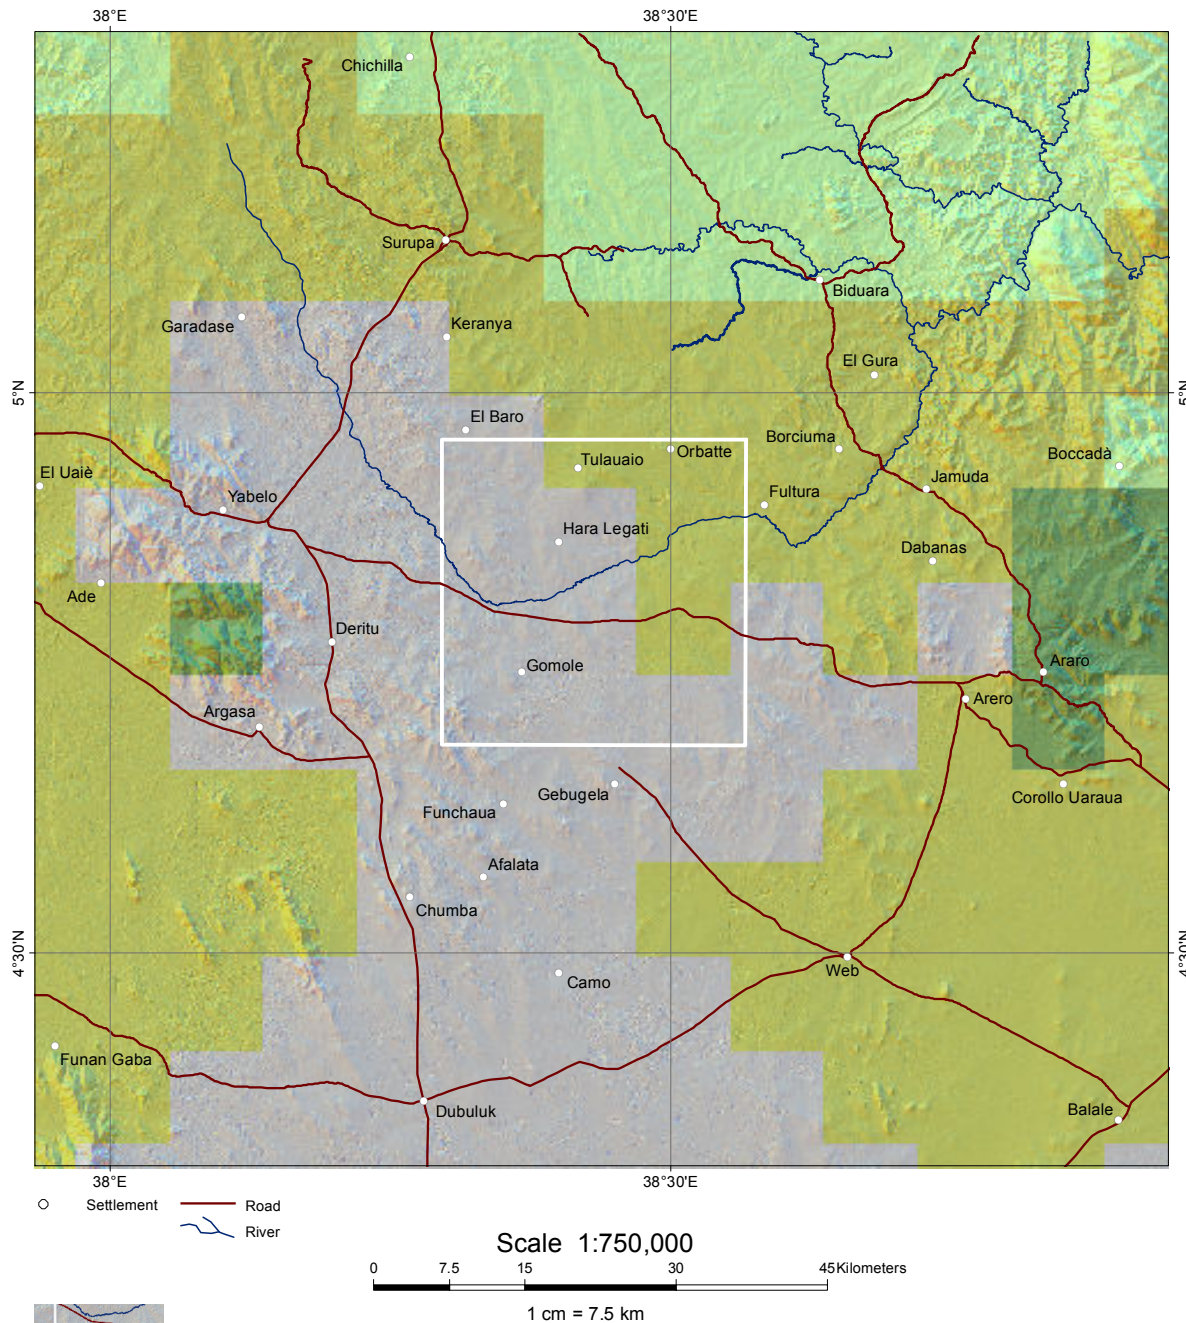 38°E
38°30'E
Chichilla
Surupa
Biduara
Garadase
Keranya
El Gura
5°N
5°N
El Baro
Borciuma
Orbatte
Boccadà
Tulauaio
El Uaiè
Jamuda
Yabelo
Fultura
Hara Legati
Dabanas
Ade
Deritu
Gomole
Araro
Arero
Argasa
Gebugela
Corollo Uaraua
Funchaua
Afalata
Chumba
4°30'N
4°30'N
Web
Camo
Funan Gaba
Dubuluk
Balale
38°E
38°30'E
Settlement
Road
River
Scale 1:750,000
0 7.5 15 30 45 Kilometers
1 cm = 7.5 km